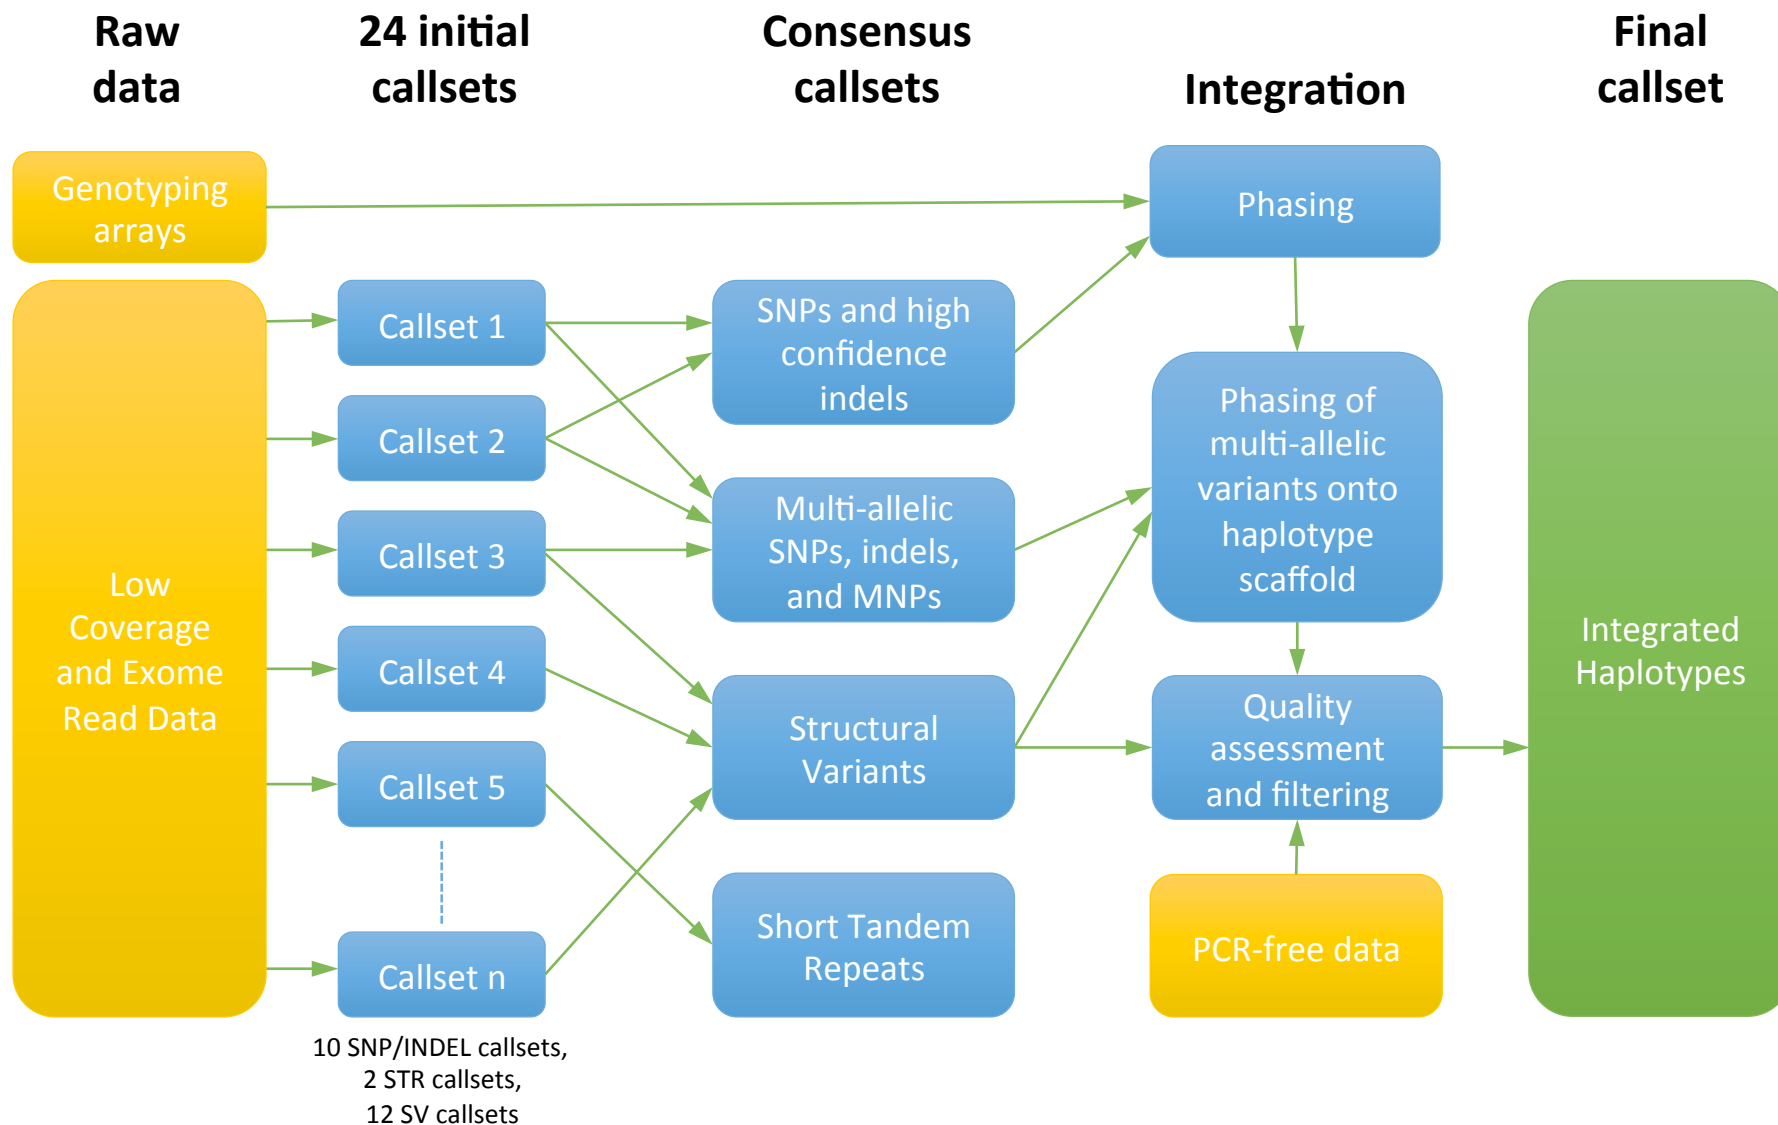 Raw
data
24 initial
callsets
Consensus
callsets
Integration
Final
callset
Genotyping
arrays
Low
Coverage
and Exome
Read Data
Callset 1
Callset 2
Callset 3
Callset 4
Callset 5
Callset n
10 SNP/INDEL callsets,
2 STR callsets,
12 SV callsets
SNPs and high
confidence
indels
Multi-allelic
SNPs, indels,
and MNPs
Structural
Variants
Short Tandem
Repeats
Phasing
Phasing of
multi-allelic
variants onto
haplotype
scaffold
Quality
assessment
and filtering
PCR-free data
Integrated
Haplotypes